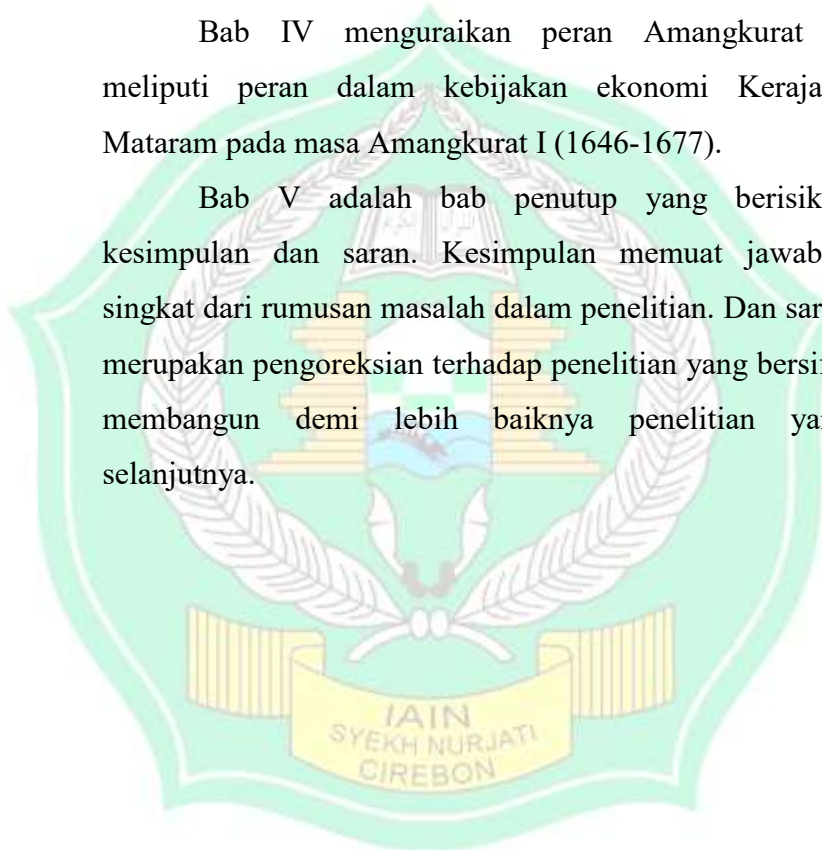 Bab IV menguraikan peran Amangkurat
meliputi peran dalam kebijakan ekonomi Keraja
Mataram pada masa Amangkurat I (1646-1677).
Bab V adalah bab penutup yang berisik
kesimpulan dan saran. Kesimpulan memuat jawab
singkat dari rumusan masalah dalam penelitian. Dan sar
merupakan pengoreksian terhadap penelitian yang bersif
membangun demi lebih baiknya penelitian ya
selanjutnya.
IAIN
SYEKH NURJATI
CIREBON